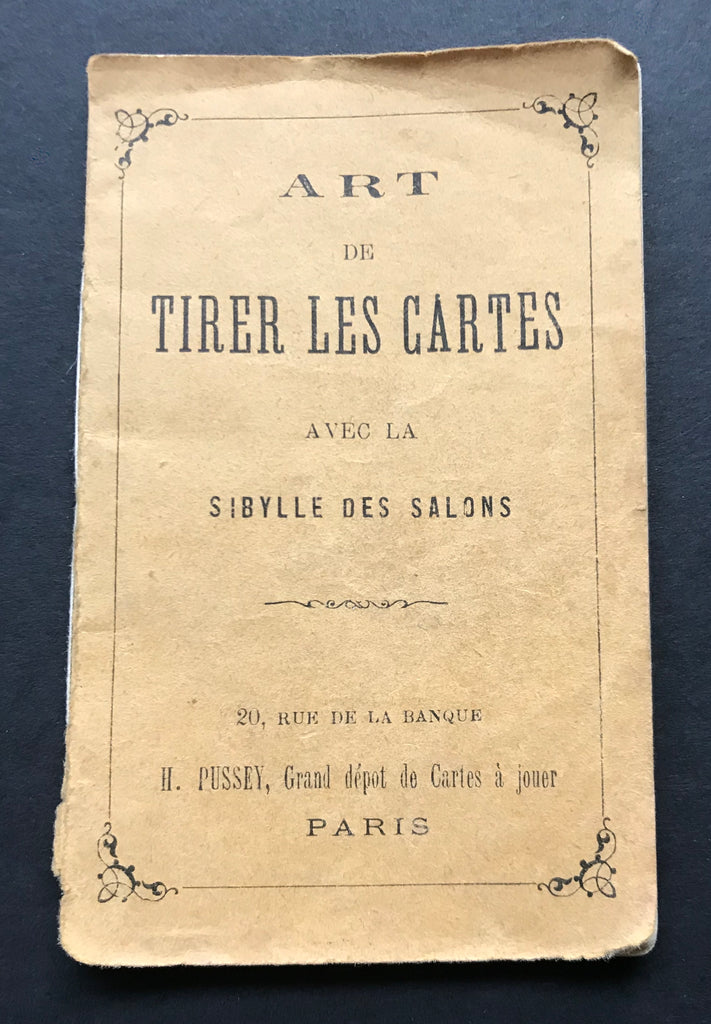 ART
DE
TIRER LES CARTES
AVEC LA
SIBYLLE DES SALONS
20, RUE DE LA BANQUE
H. PUSSEY, Grand dépot de Cartes à jouer
PARIS